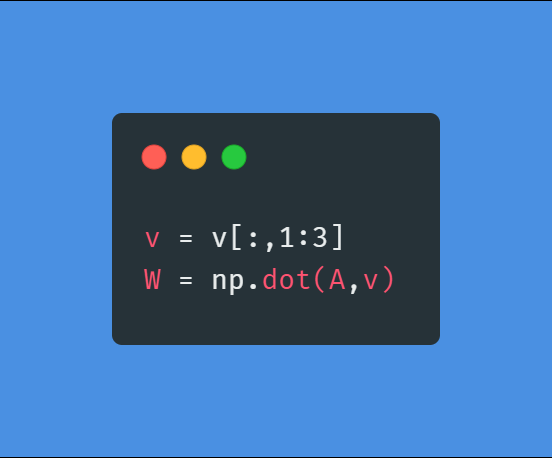 v = v[:,1:3]
W = np.dot(A,v)